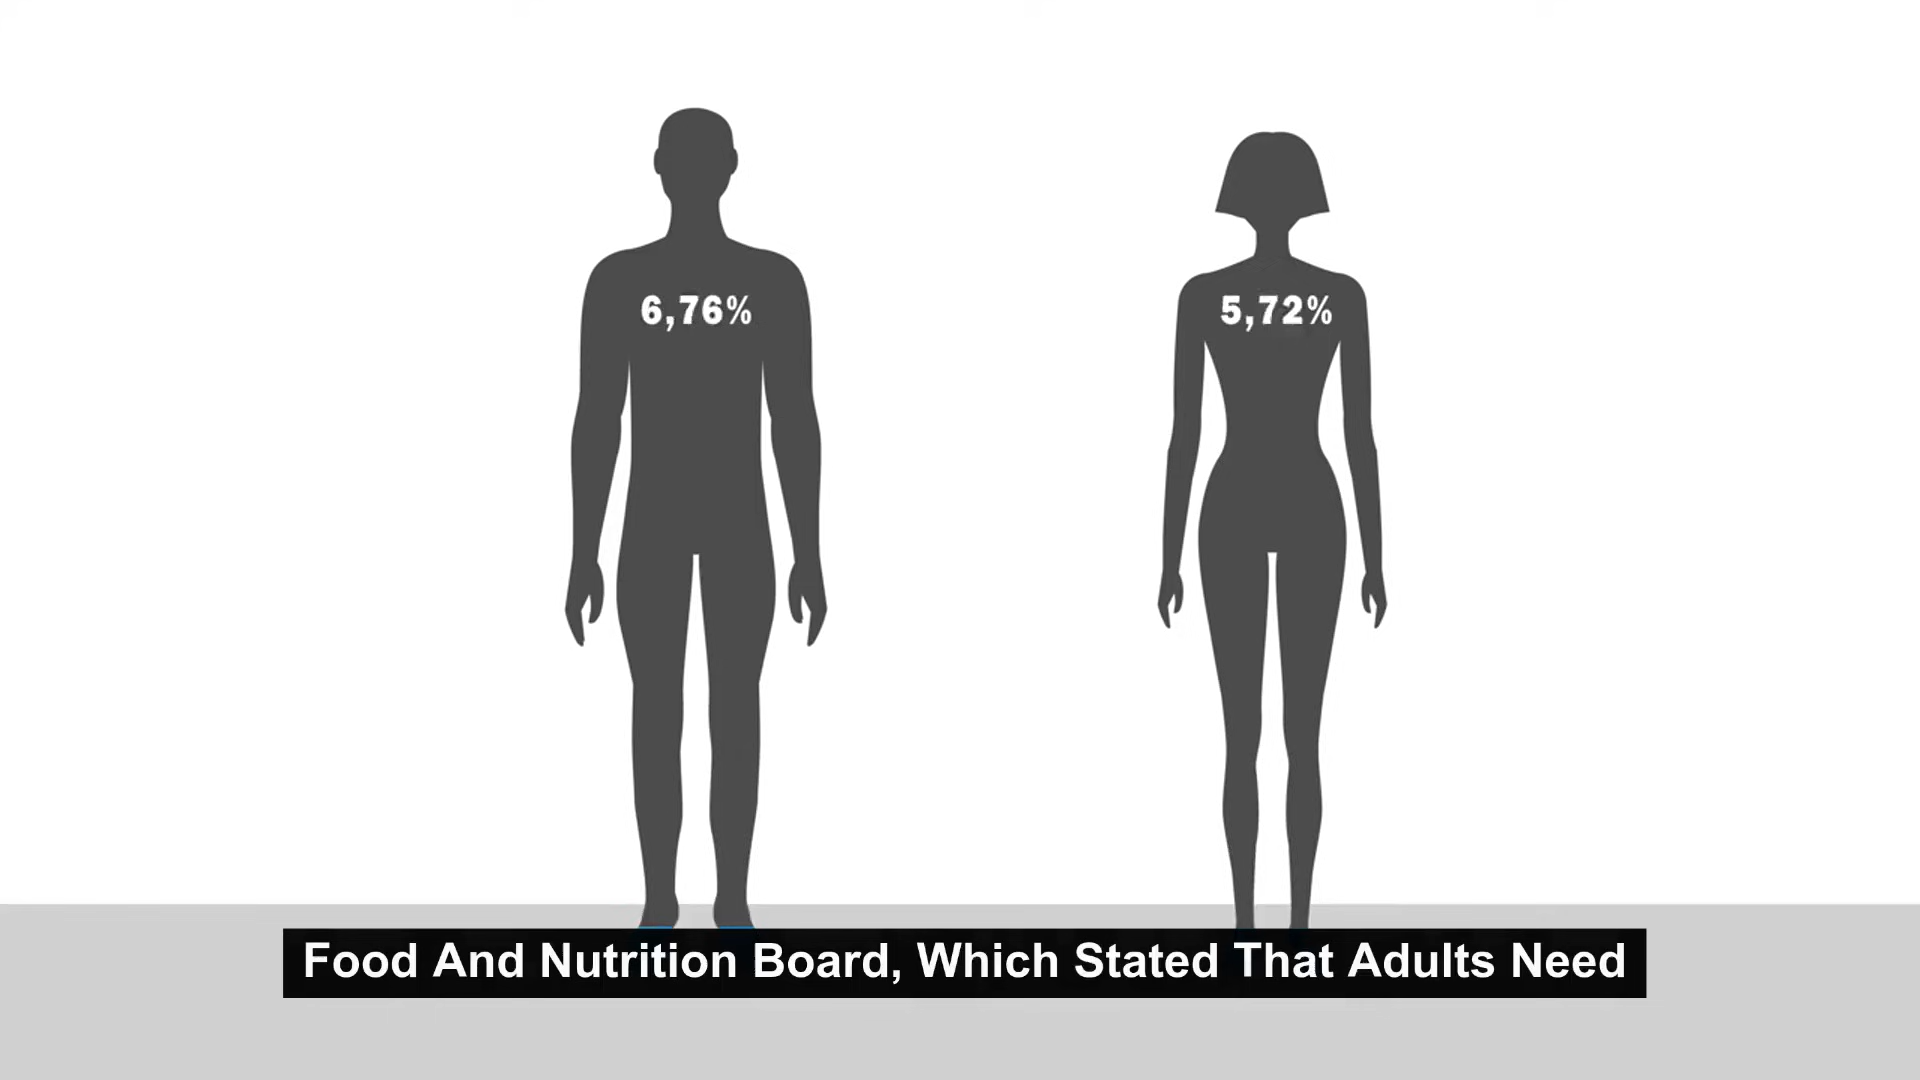 6,76%
5,72%
Food And Nutrition Board, Which Stated That Adults Need